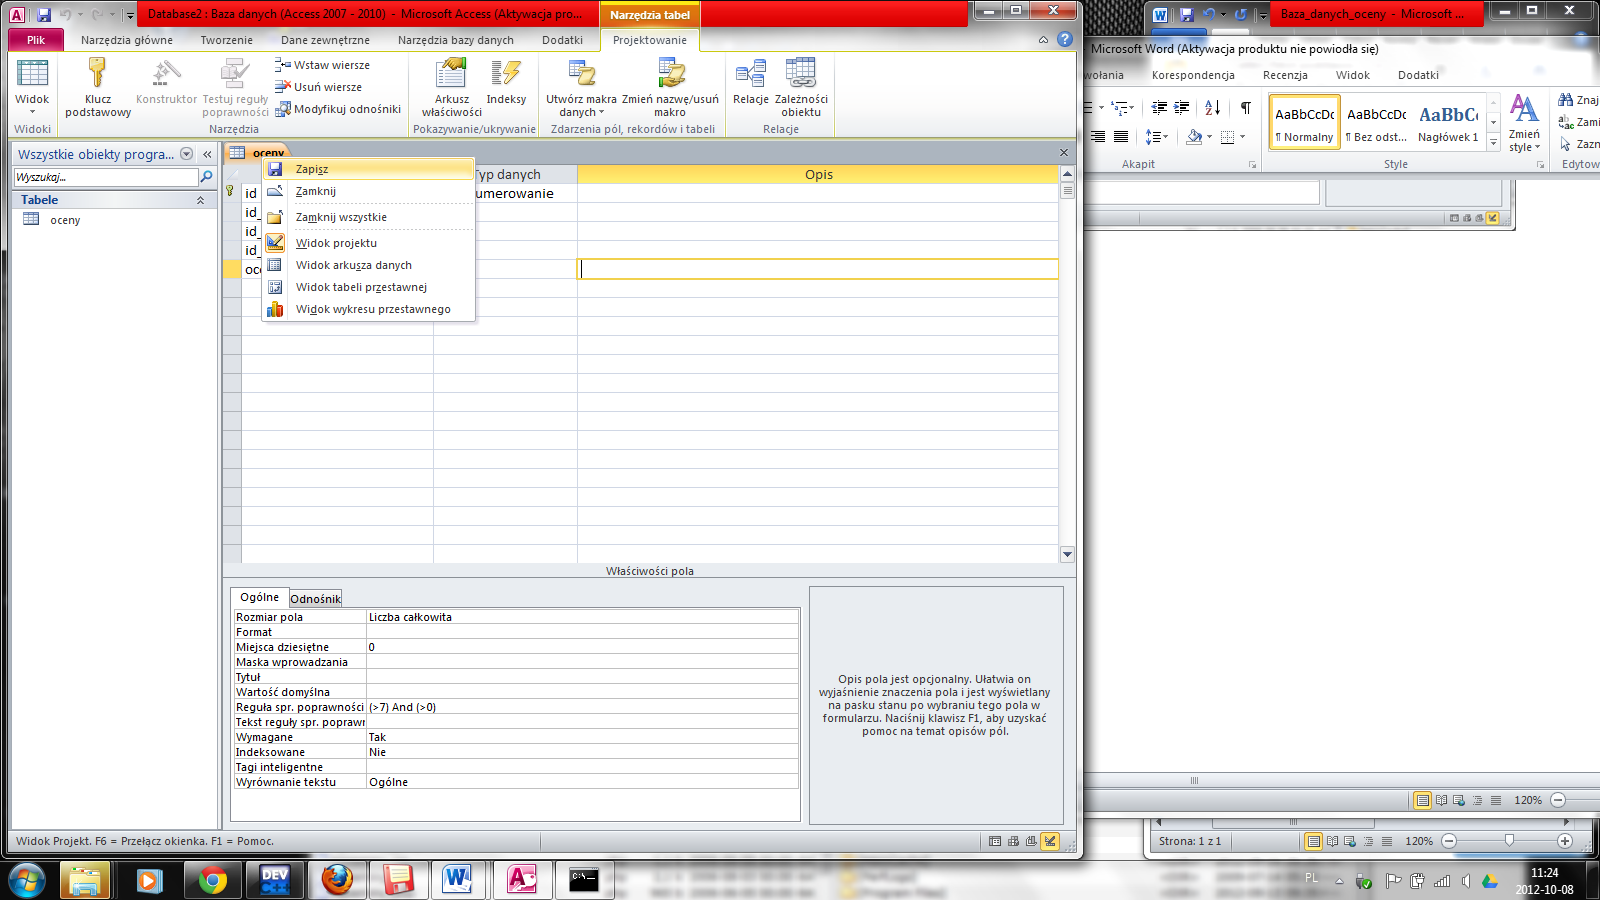 Database2 : Baza danych (Access 2007 - 2010)  -  Microsoft Access (Aktywacja pro...
Narzędzia tabel
Plik
Narzędzia główne
Tworzenie
Dane zewnętrzne
Narzędzia bazy danych
Dodatki
Projektowanie
Widok
Klucz podstawowy
Konstruktor
Testuj reguły poprawności
Wstaw wiersze
Usuń wiersze
Modyfikuj odnośniki
Arkusz właściwości
Indeksy
Utwórz makra danych
Zmień nazwę/usuń makro
Relacje
Zależności obiektu
Widoki
Narzędzia
Pokazywanie/ukrywanie
Zdarzenia pól, rekordów i tabeli
Relacje
Wszystkie obiekty progra...
Wyszukaj...
Tabele
oceny
oceny
Typ danych
Opis
id
umerowanie
id_
id_
id_
oce
Zapisz
Zamknij
Zamknij wszystkie
Widok projektu
Widok arkusza danych
Widok tabeli przestawnej
Widok wykresu przestawnego
Właściwości pola
Ogólne
Odnośnik
Rozmiar pola Liczba całkowita
Format
Miejsca dziesiętne 0
Maska wprowadzania
Tytuł
Wartość domyślna
Reguła spr. poprawności (>7) And (>0)
Tekst reguły spr. popraw
Wymagane Tak
Indeksowane Nie
Tagi inteligentne
Wyrównanie tekstu Ogólne
Opis pola jest opcjonalny. Ułatwia on
wyjaśnienie znaczenia pola i jest wyświetlany
na pasku stanu po wybraniu tego pola w
formularzu. Naciśnij klawisz F1, aby uzyskać
pomoc na temat opisów pól.
Widok Projekt. F6 = Przełącz okienka. F1 = Pomoc.
Baza_danych_oceny  -  Microsoft ...
Microsoft Word (Aktywacja produktu nie powiodła się)
wołania
Korespondencja
Recenzja
Widok
Dodatki
AaBbCcDc
¶ Normalny
AaBbCcDc
¶ Bez odst...
AaBbCc
Nagłówek 1
Zmień style
Znaj
Zami
Zazn
Akapit
Style
Edytow
120%
Strona: 1 z 1
120%
DEV C++
PL
11:24
2012-10-08